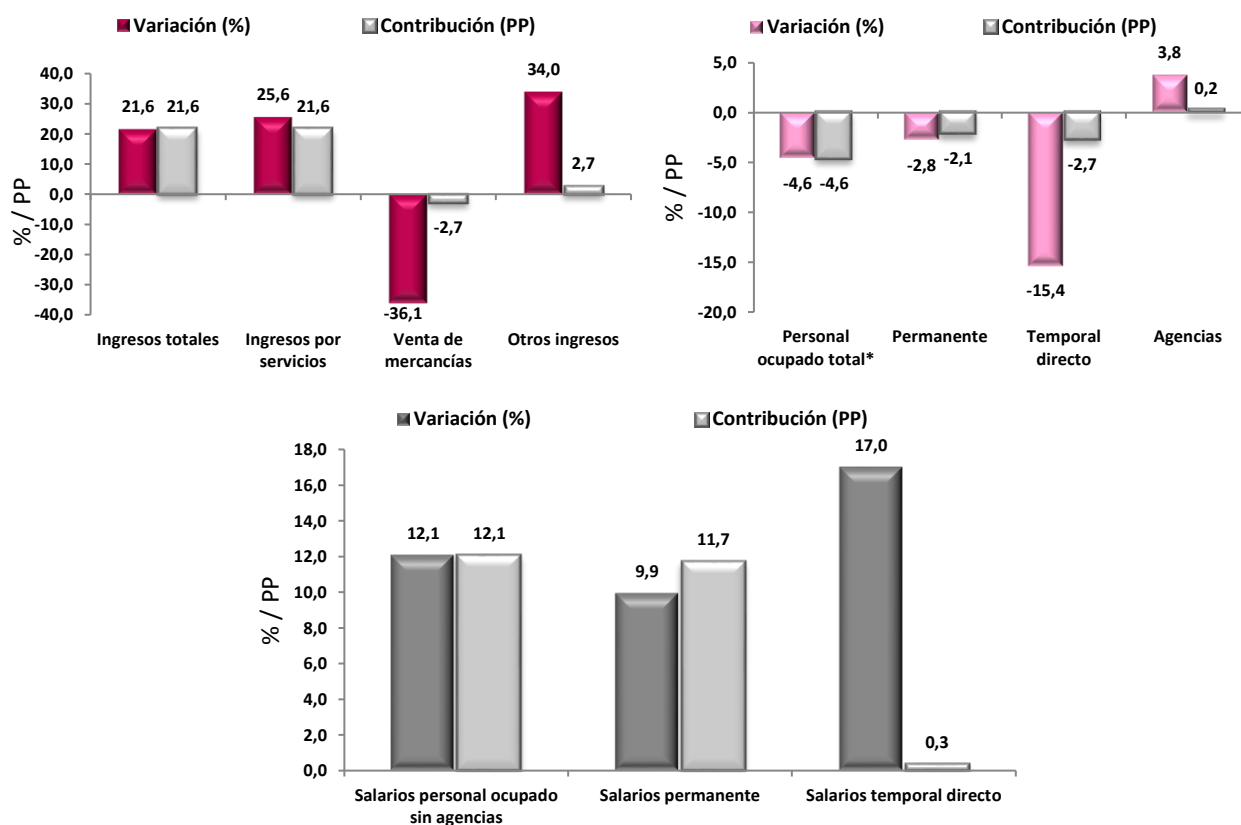 Variación (%) Contribución (PP)
40,0
30,0
20,0
10,0
0,0
-10,0
-20,0
-30,0
-40,0
% / PP
21,6 21,6
25,6 21,6
-36,1 -2,7
34,0 2,7
Ingresos totales
Ingresos por
servicios
Venta de
mercancías
Otros ingresos
Variación (%) Contribución (PP)
5,0
0,0
-5,0
-10,0
-15,0
-20,0
% / PP
-4,6 -4,6
-2,8 -2,1
-15,4 -2,7
3,8 0,2
Personal
ocupado total*
Permanente
Temporal
directo
Agencias
Variación (%) Contribución (PP)
18,0
16,0
14,0
12,0
10,0
8,0
6,0
4,0
2,0
0,0
% / PP
12,1 12,1
9,9 11,7
17,0 0,3
Salarios personal ocupado
sin agencias
Salarios permanente
Salarios temporal directo